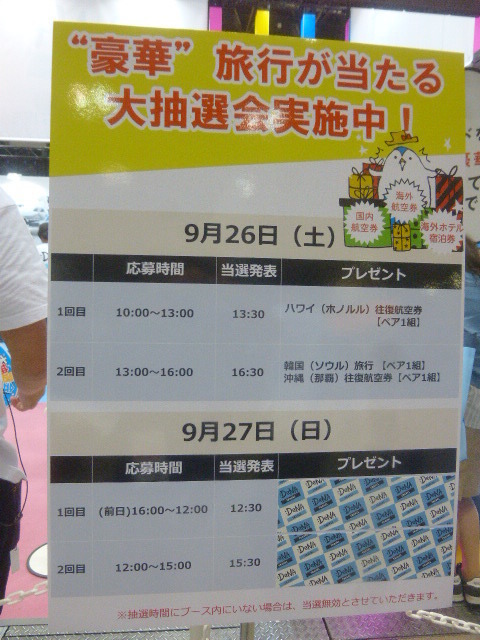 “豪華” 旅行が当たる
大抽選会実施中！
海外
航空券
国内
航空券
海外ホテル
宿泊券
9月26日（土）
応募時間 当選発表 プレゼント
1回目 10:00～13:00 13:30 ハワイ（ホノルル）往復航空券
【ペア1組】
2回目 13:00～16:00 16:30 韓国（ソウル）旅行 【ペア1組】
沖縄（那覇）往復航空券【ペア1組】
9月27日（日）
応募時間 当選発表 プレゼント
1回目 (前日)16:00～12:00 12:30
2回目 12:00～15:00 15:30
:DeNA
※抽選時間にブース内にいない場合は、当選無効とさせていただきます。